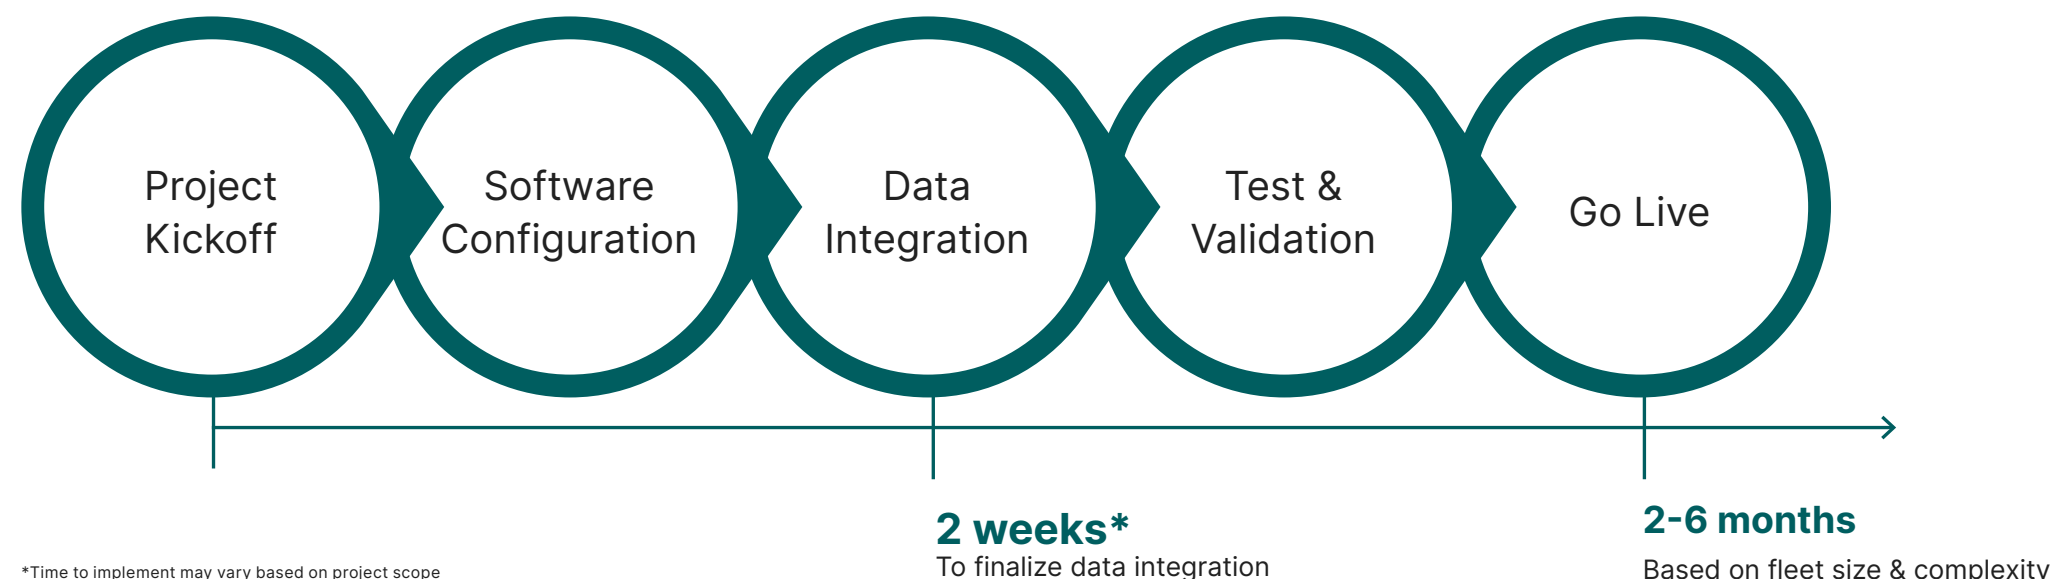 Project
Kickoff
Software
Configuration
Data
Integration
Test &
Validation
Go Live
2 weeks*
To finalize data integration
2-6 months
Based on fleet size & complexity
*Time to implement may vary based on project scope